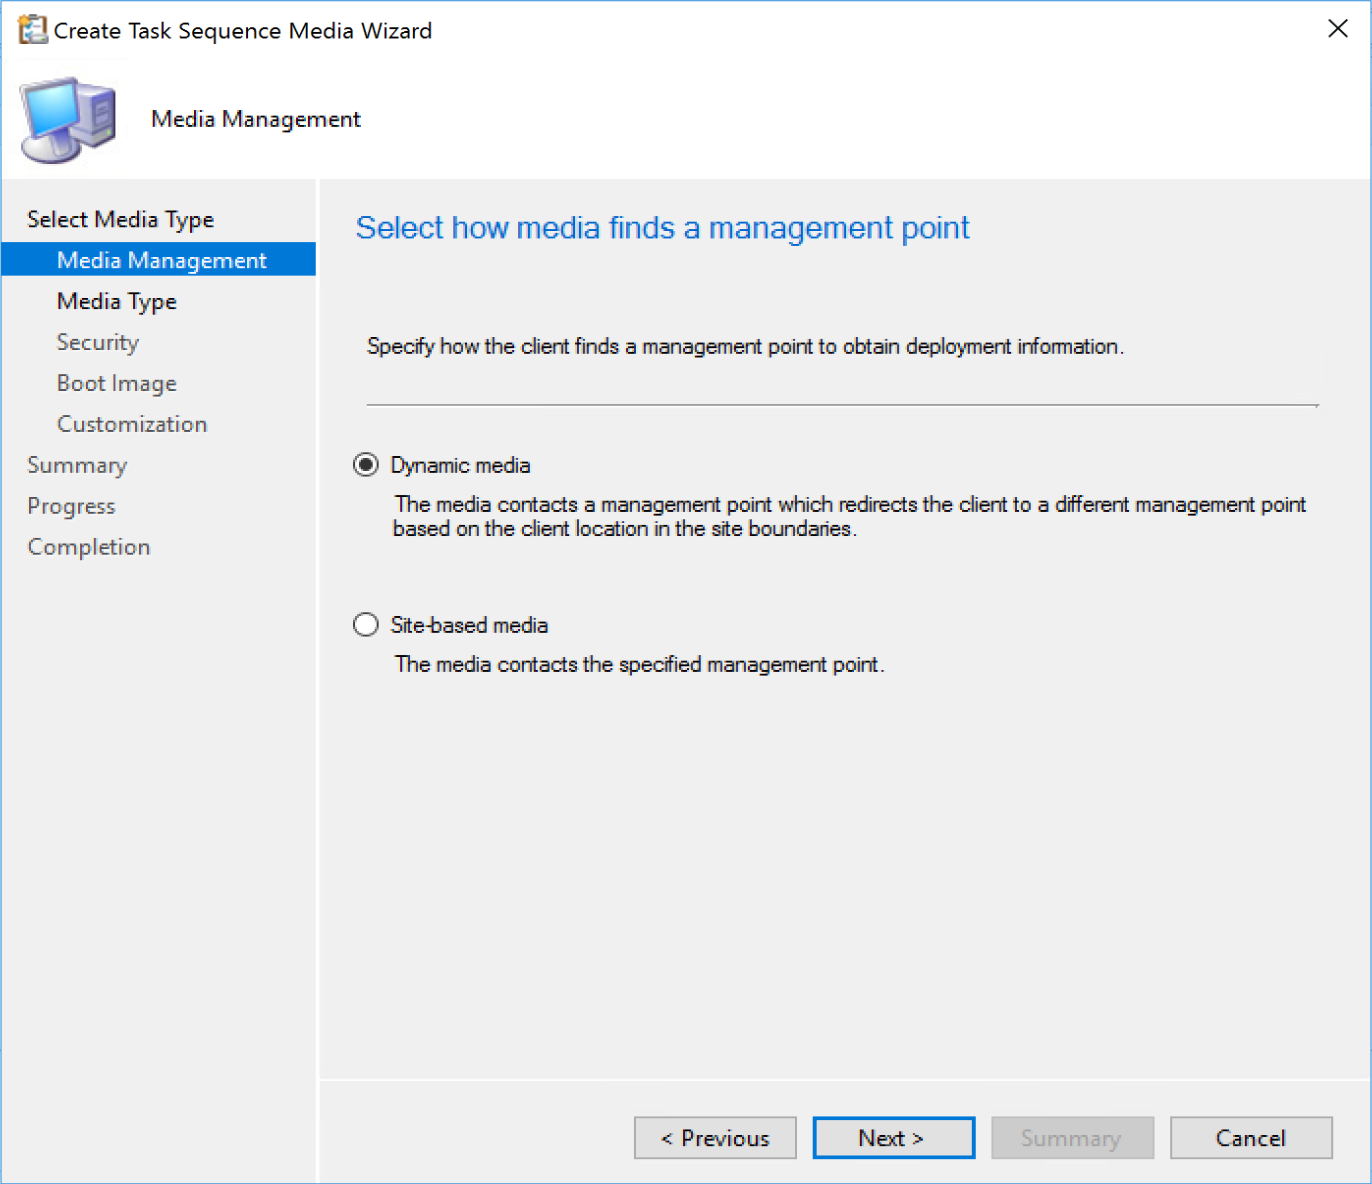 Create Task Sequence Media Wizard
Media Management
Select Media Type
Media Management
Media Type
Security
Boot Image
Customization
Summary
Progress
Completion
Select how media finds a management point
Specify how the client finds a management point to obtain deployment information.
Dynamic media
The media contacts a management point which redirects the client to a different management point
based on the client location in the site boundaries.
Site-based media
The media contacts the specified management point.
< Previous
Next >
Summary
Cancel